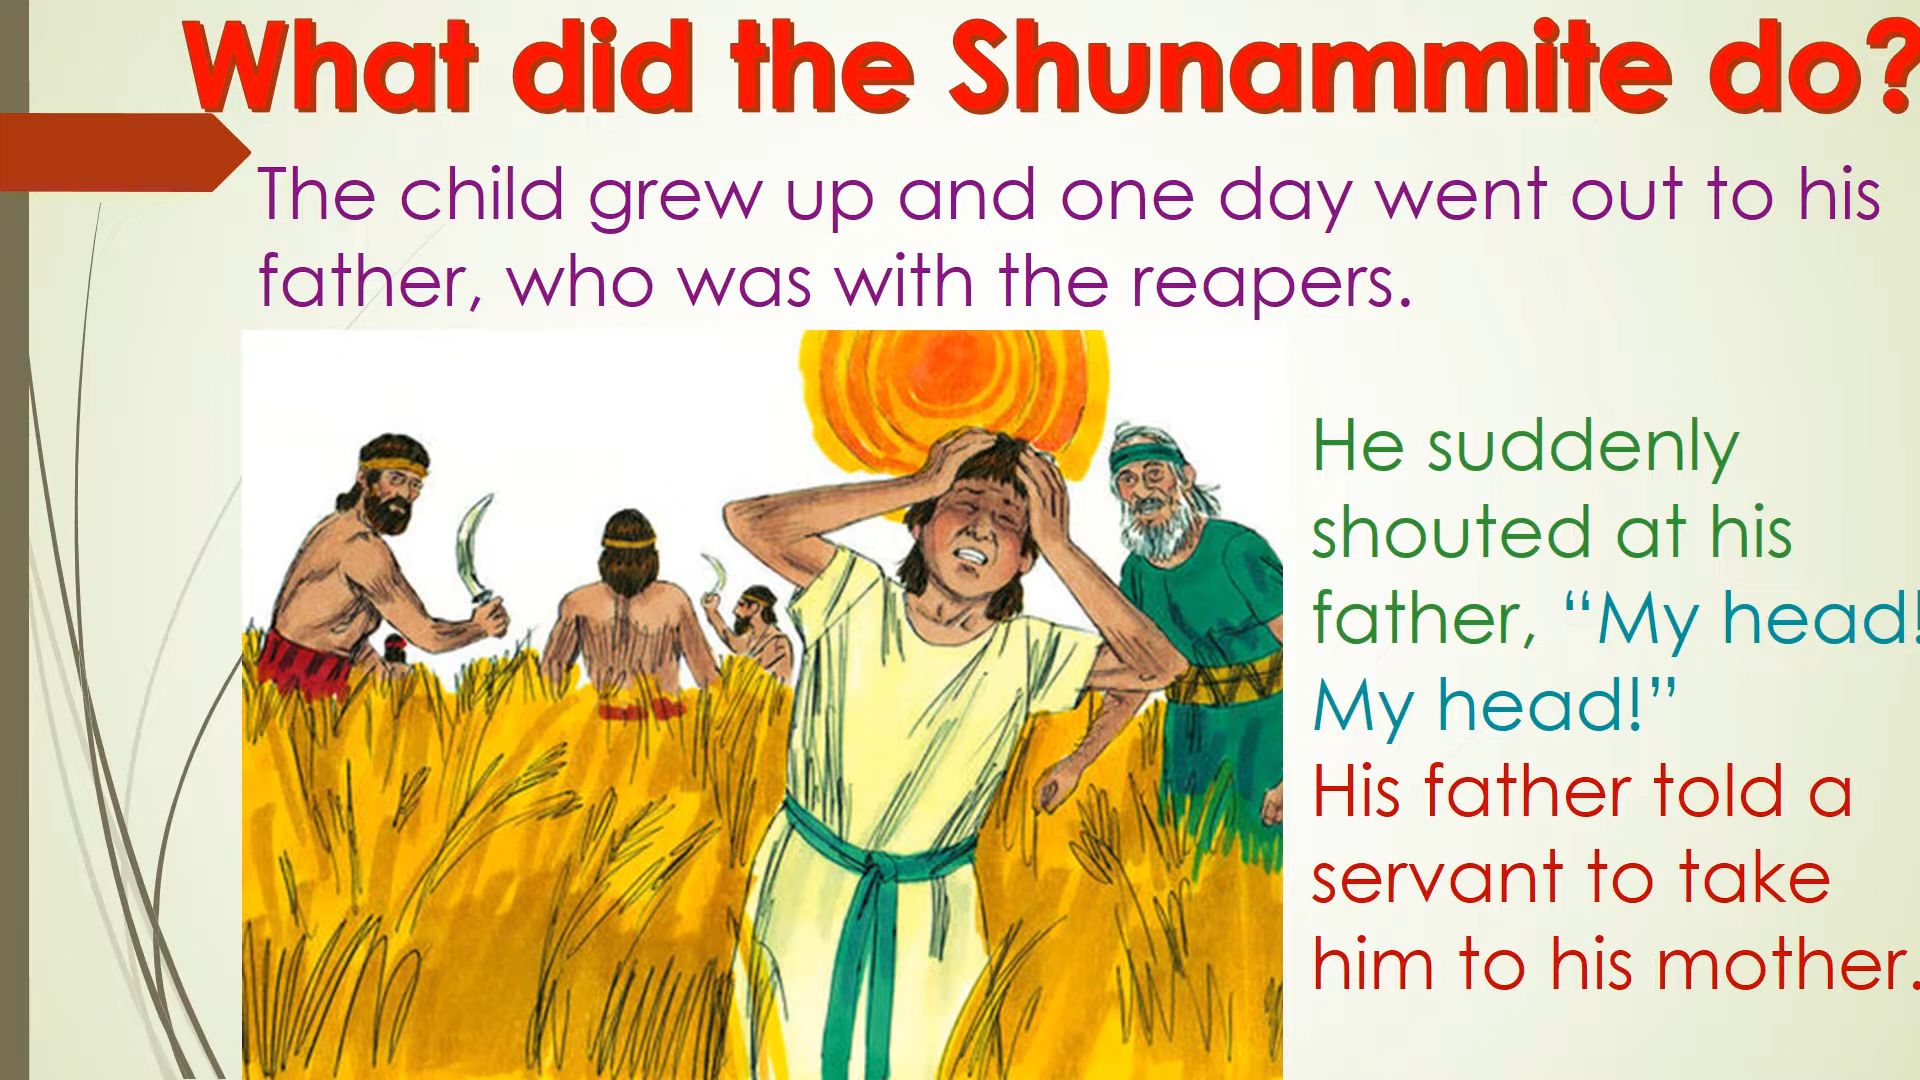 What did the Shunammite do?
The child grew up and one day went out to his
father, who was with the reapers.
He suddenly
shouted at his
father, “My head!
My head!”
His father told a
servant to take
him to his mother.